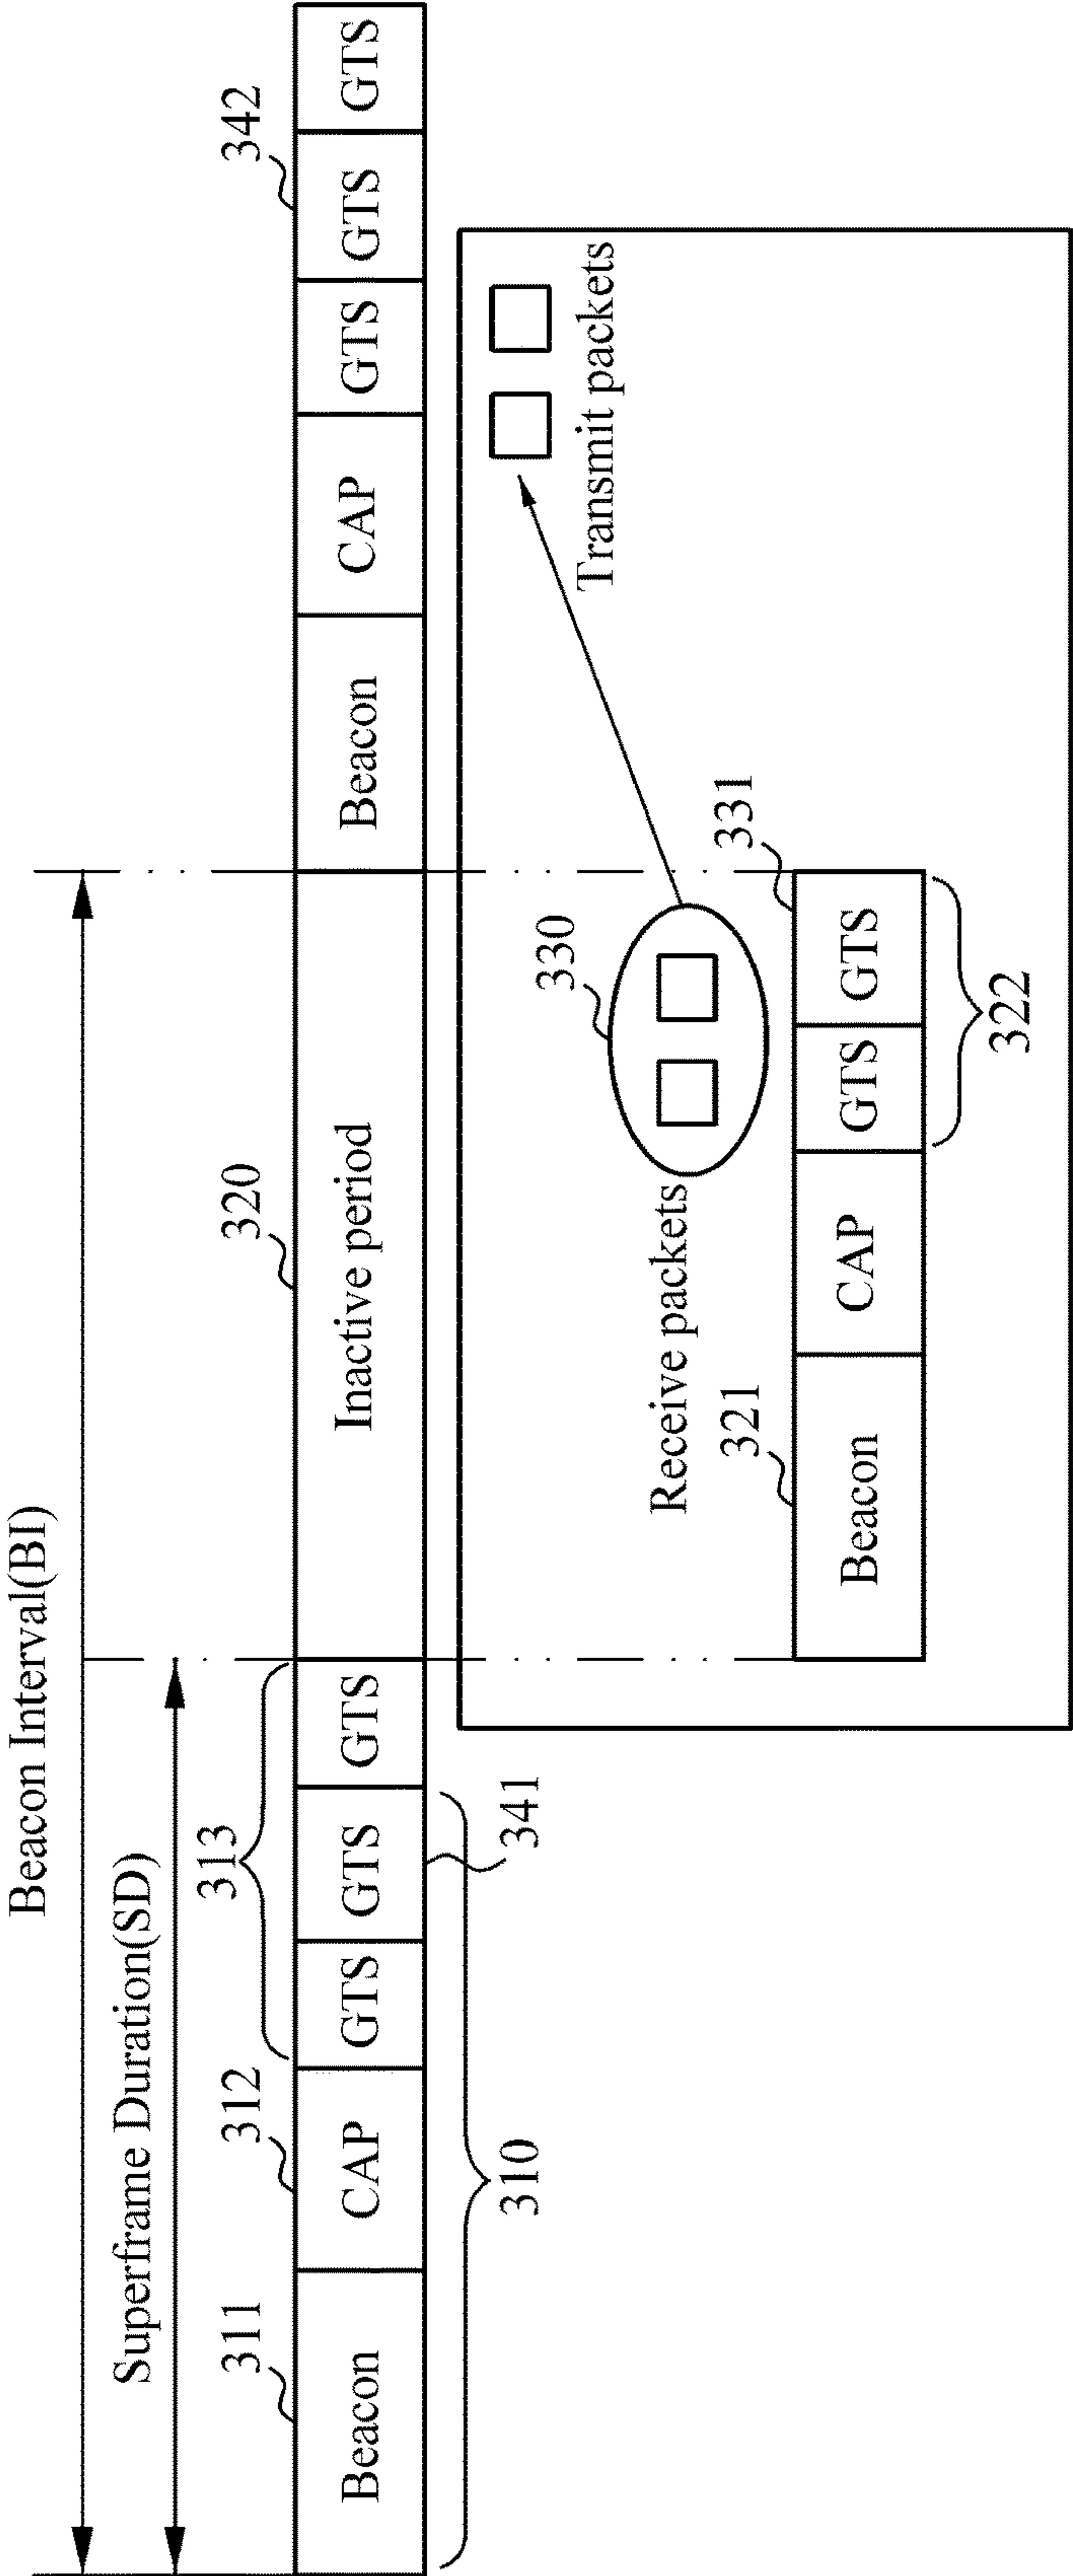 Beacon Interval(BI)
Superframe Duration(SD)
311
312
313
320
342
Beacon
CAP
GTS
GTS
GTS
Inactive period
Beacon
CAP
GTS
GTS
GTS
310
341
Transmit packets
330
Receive packets
321
331
Beacon
CAP
GTS
GTS
322